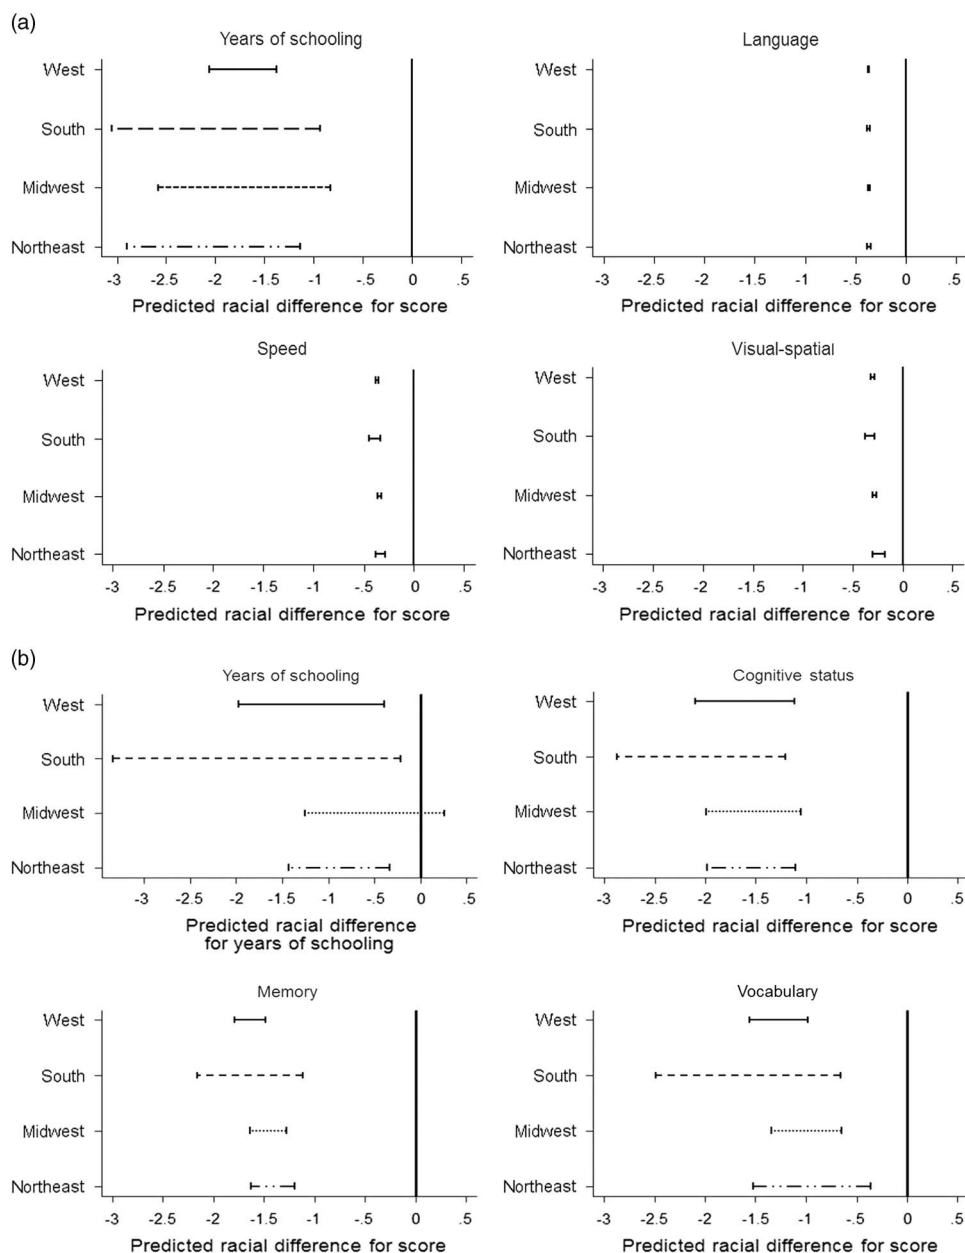 (a)
Years of schooling
West
South
Midwest
Northeast
-3 -2.5 -2 -1.5 -1 -.5 0 .5
Predicted racial difference for score
Language
West
South
Midwest
Northeast
-3 -2.5 -2 -1.5 -1 -.5 0 .5
Predicted racial difference for score
Speed
West
South
Midwest
Northeast
-3 -2.5 -2 -1.5 -1 -.5 0 .5
Predicted racial difference for score
Visual-spatial
West
South
Midwest
Northeast
-3 -2.5 -2 -1.5 -1 -.5 0 .5
Predicted racial difference for score
(b)
Years of schooling
West
South
Midwest
Northeast
-3 -2.5 -2 -1.5 -1 -.5 0 .5
Predicted racial difference
for years of schooling
Cognitive status
West
South
Midwest
Northeast
-3 -2.5 -2 -1.5 -1 -.5 0 .5
Predicted racial difference for score
Memory
West
South
Midwest
Northeast
-3 -2.5 -2 -1.5 -1 -.5 0 .5
Predicted racial difference for score
Vocabulary
West
South
Midwest
Northeast
-3 -2.5 -2 -1.5 -1 -.5 0 .5
Predicted racial difference for score